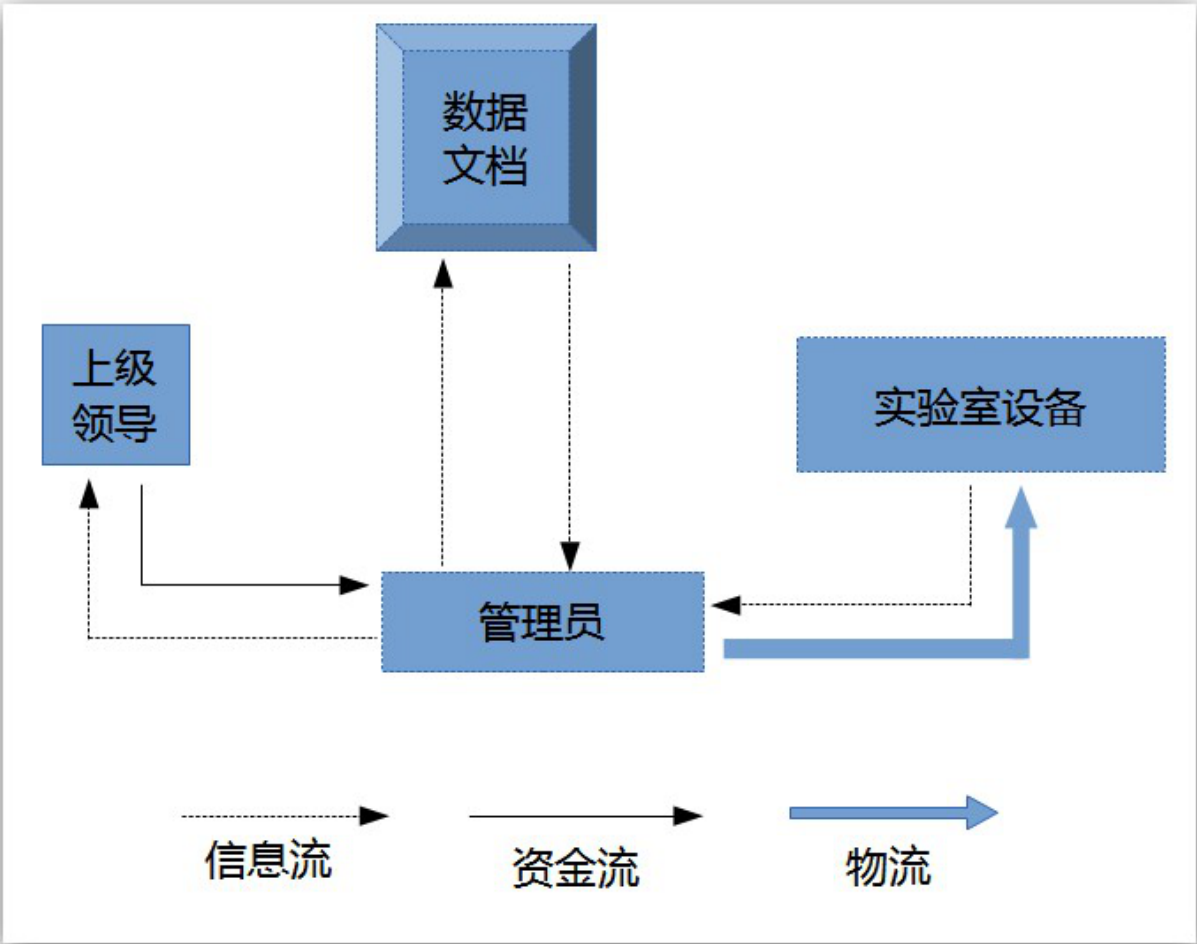 数据
文档
上级
领导
实验室设备
管理员
信息流
资金流
物流